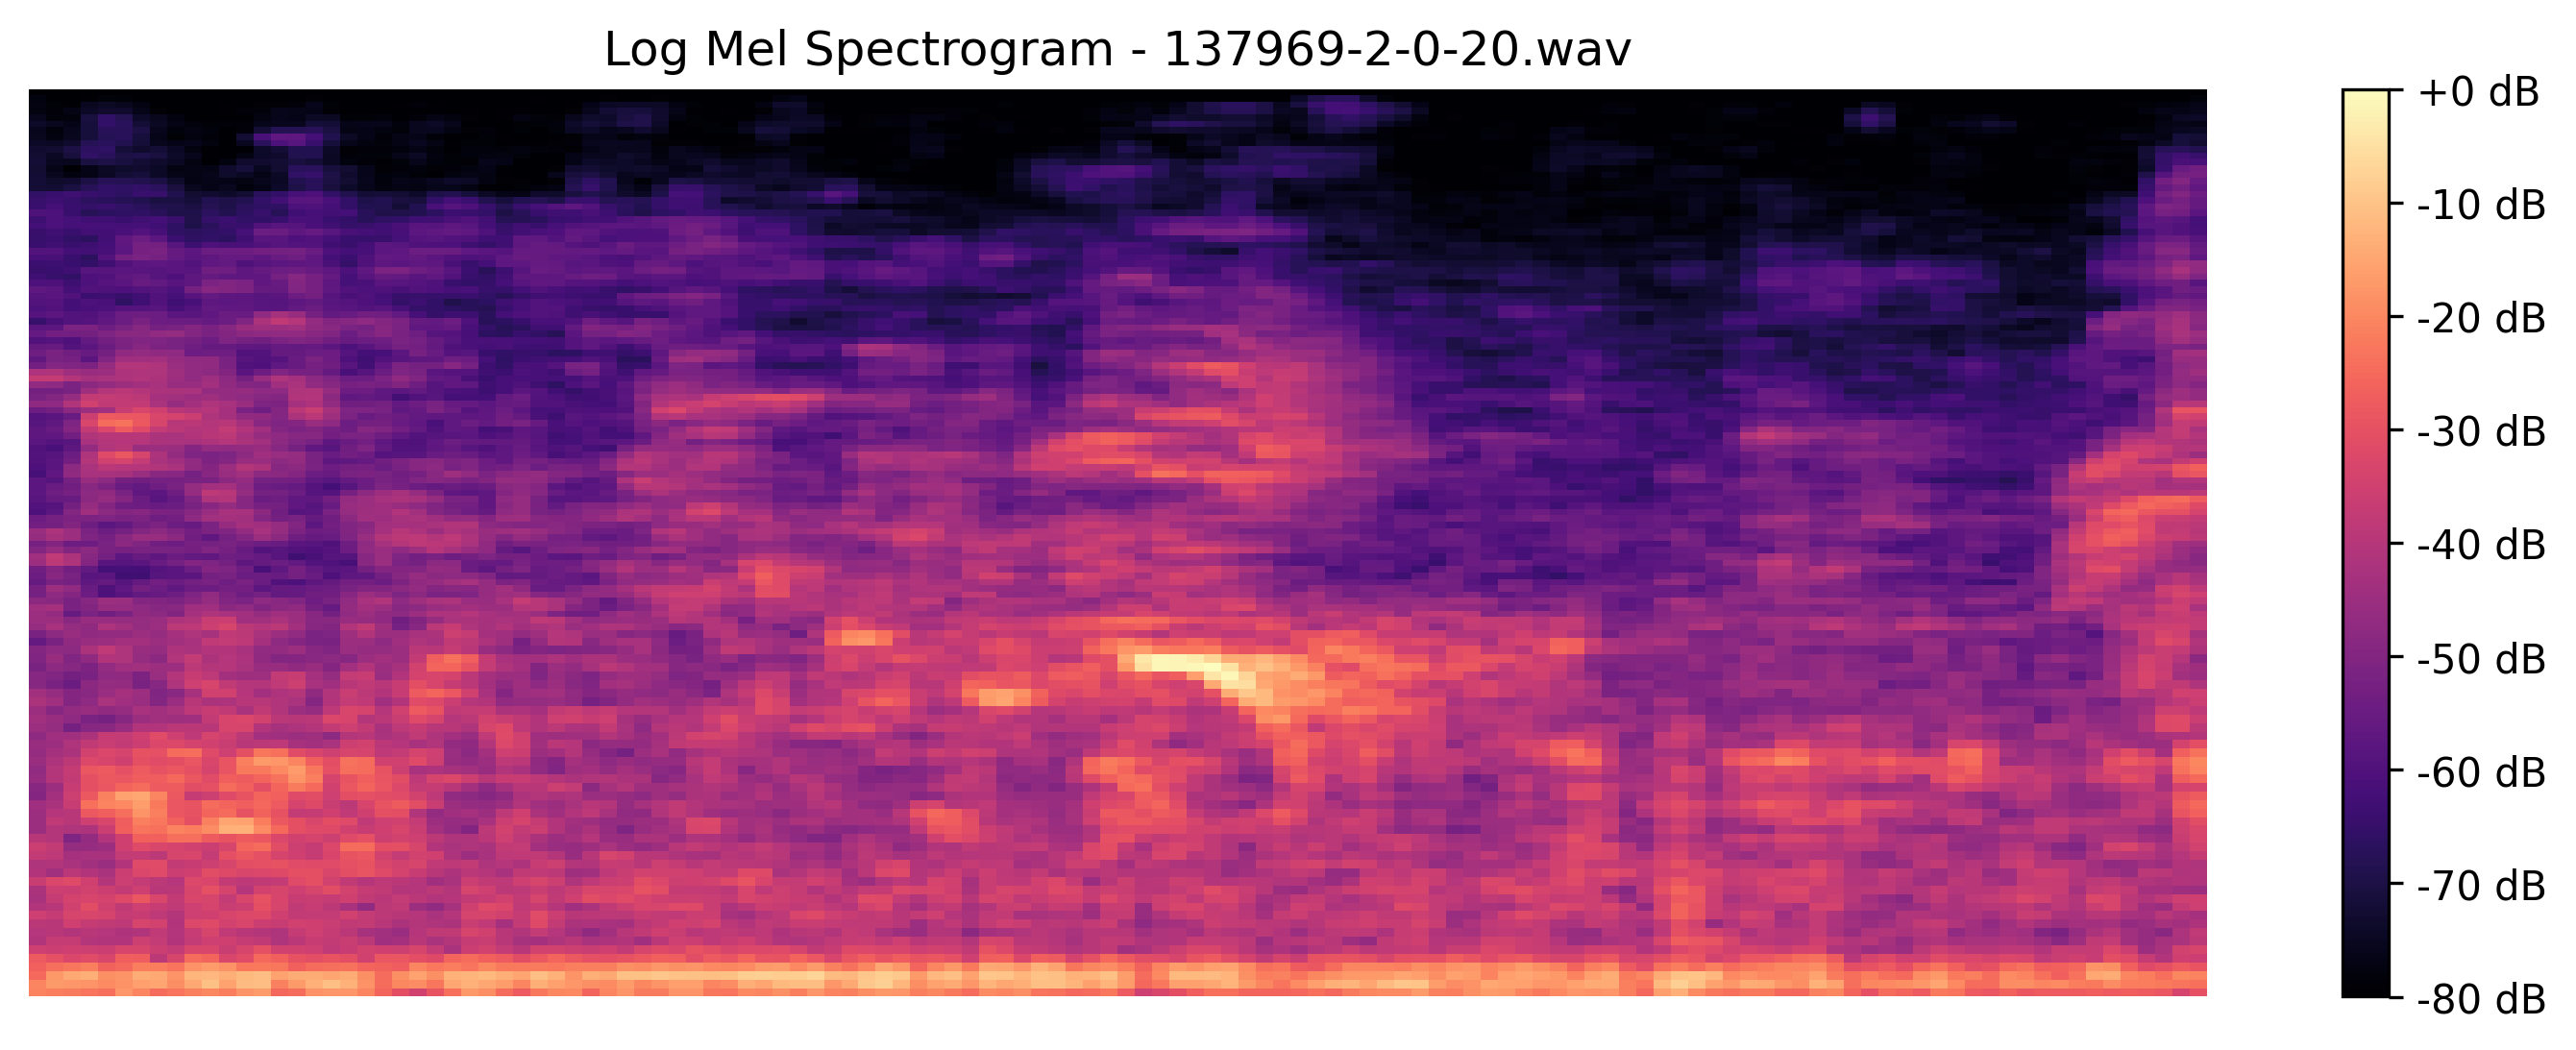 Log Mel Spectrogram - 137969-2-0-20.wav
+0 dB
-10 dB
-20 dB
-30 dB
-40 dB
-50 dB
-60 dB
-70 dB
-80 dB